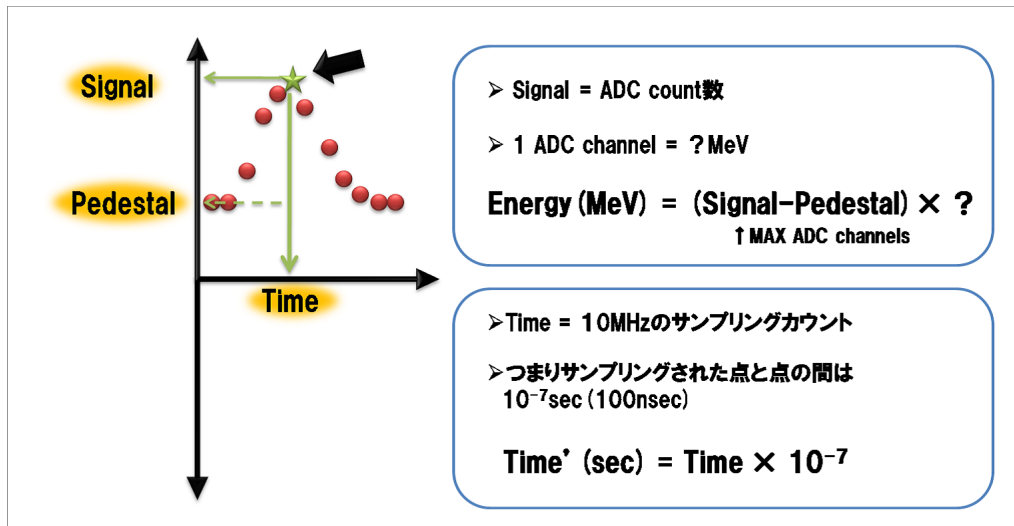 Signal
Pedestal
Time
➢ Signal = ADC count数
➢ 1 ADC channel = ?MeV
Energy(MeV) = (Signal-Pedestal) × ?
↑MAX ADC channels
➢Time = 10MHzのサンプリングカウント
➢つまりサンプリングされた点と点の間は
10⁻⁷sec(100nsec)
Time' (sec) = Time × 10⁻⁷